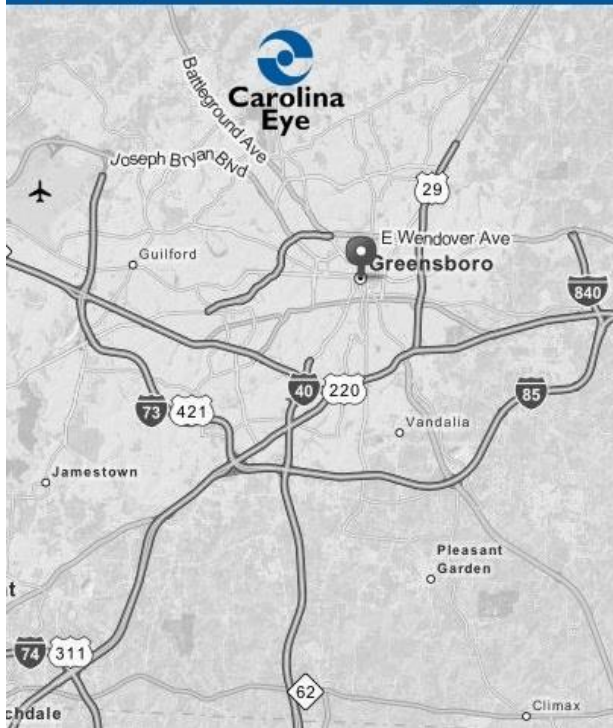 Carolina
Eye
Battleground Ave
Joseph Bryan Blvd
29
E Wendover Ave
Guilford
Greensboro
840
40
220
85
73
421
Vandalia
Jamestown
Pleasant
Garden
74
311
62
chdale
Climax